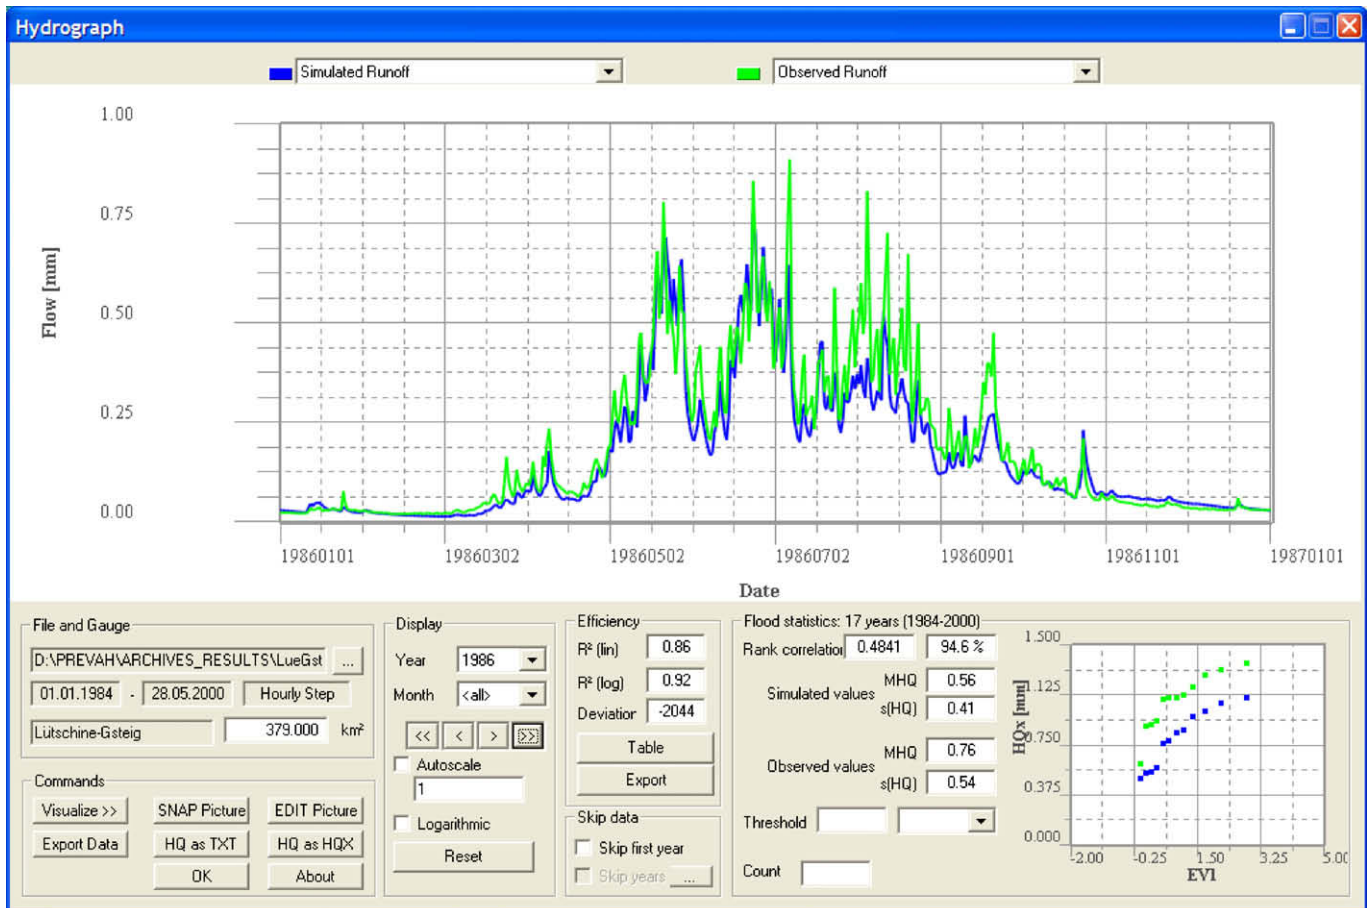 Hydrograph
Simulated Runoff
Observed Runoff
1.00
0.75
0.50
0.25
0.00
Flow [mm]
19860101 19860302 19860502 19860702 19860901 19861101 19870101
Date
File and Gauge
D:\PREVAH\ARCHIVES_RESULTS\LueGst ...
01.01.1984 - 28.05.2000 Hourly Step
Lütschine-Gsteig 379.000 km²
Commands
Visualize >> SNAP Picture EDIT Picture
Export Data HQ as TXT HQ as HQX
OK About
Display
Year 1986
Month <all>
<< < > >>
Autoscale
1
Logarithmic
Reset
Efficiency
R² (lin) 0.86
R² (log) 0.92
Deviatior -2044
Table
Export
Skip data
Skip first year
Skip years ...
Flood statistics: 17 years (1984-2000)
Rank correlatio 0.4841 94.6 %
Simulated values
MHQ 0.56
s(HQ) 0.41
Observed values
MHQ 0.76
s(HQ) 0.54
Threshold
Count
1.500
1.125
0.750
0.375
0.000
HQx [mm]
-2.00 -0.25 1.50 3.25 5.00
EV1